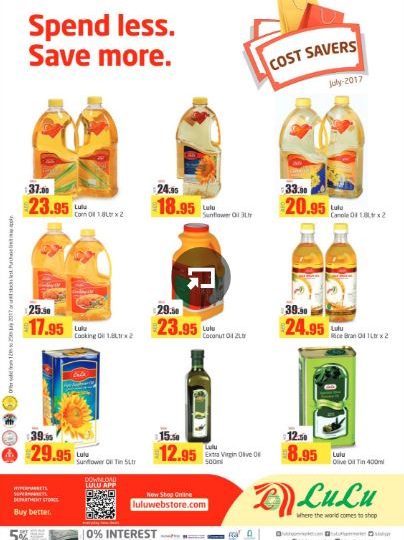 Spend less.
Save more.
COST SAVERS
July-2017
37.00
23.95
Lulu
Corn Oil 1.8Ltr x 2
24.95
18.95
Lulu
Sunflower Oil 3Ltr
33.00
20.95
Lulu
Canola Oil 1.8Ltr x 2
25.90
17.95
Lulu
Cooking Oil 1.8Ltr x 2
29.50
23.95
Lulu
Coconut Oil 2Ltr
39.90
24.95
LuLu
Rice Bran Oil 1Ltr x 2
39.95
29.95
Lulu
Sunflower Oil Tin 5Ltr
15.50
12.95
LuLu
Extra Virgin Olive Oil
500ml
12.50
8.95
Lulu
Olive Oil Tin 400ml
HYPERMARKETS
SUPERMARKETS
DEPARTMENT STORES
Buy better.
DOWNLOAD
LULU APP
Now Shop Online
luluwebstore.com
LuLu
Where the world comes to shop
0% INTEREST